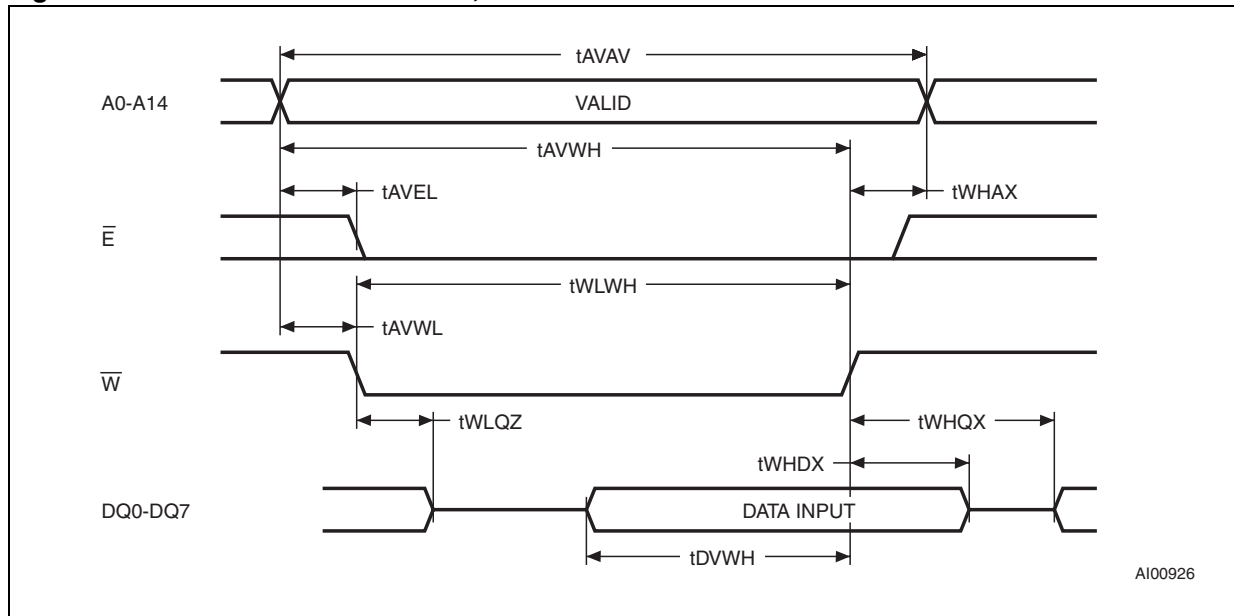 tAVAV
A0-A14
VALID
tAVWH
tAVEL
tWHAX
E̅
tWLWH
tAVWL
W̅
tWLQZ
tWHQX
tWHDX
DQ0-DQ7
DATA INPUT
tDVWH
AI00926